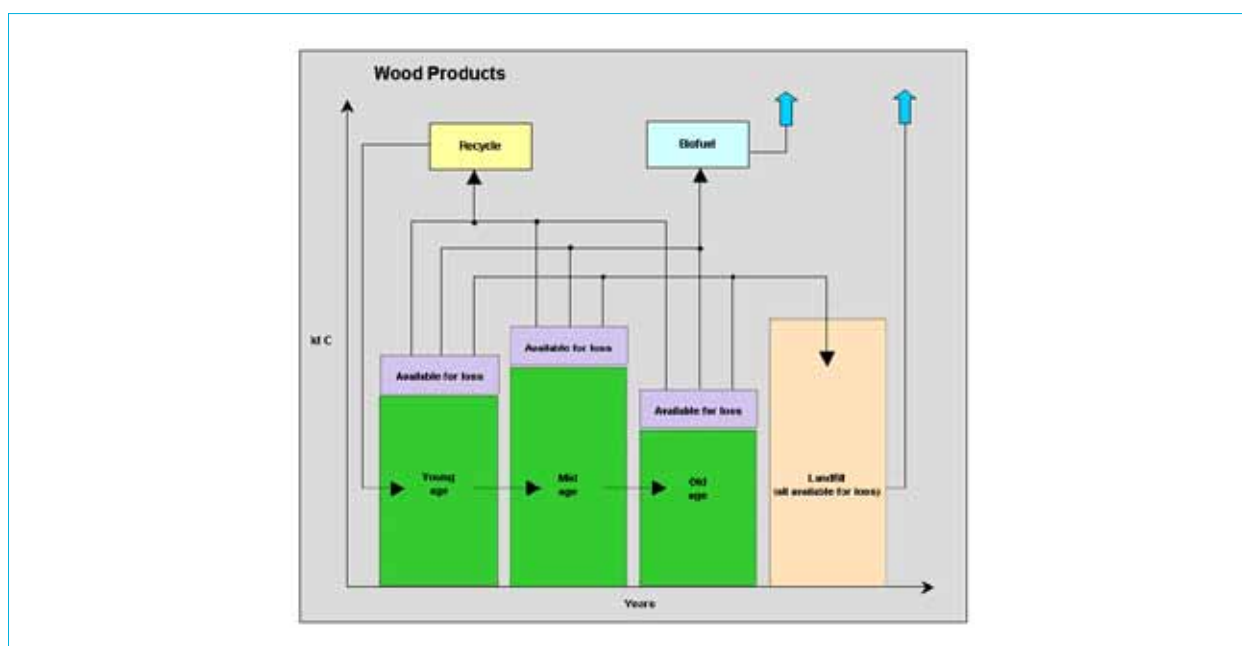 Wood Products
Recycle
Biofuel
kt C
Available for loss
Available for loss
Available for loss
Young
age
Mid
age
Old
age
Landfill
(all available for loss)
Years